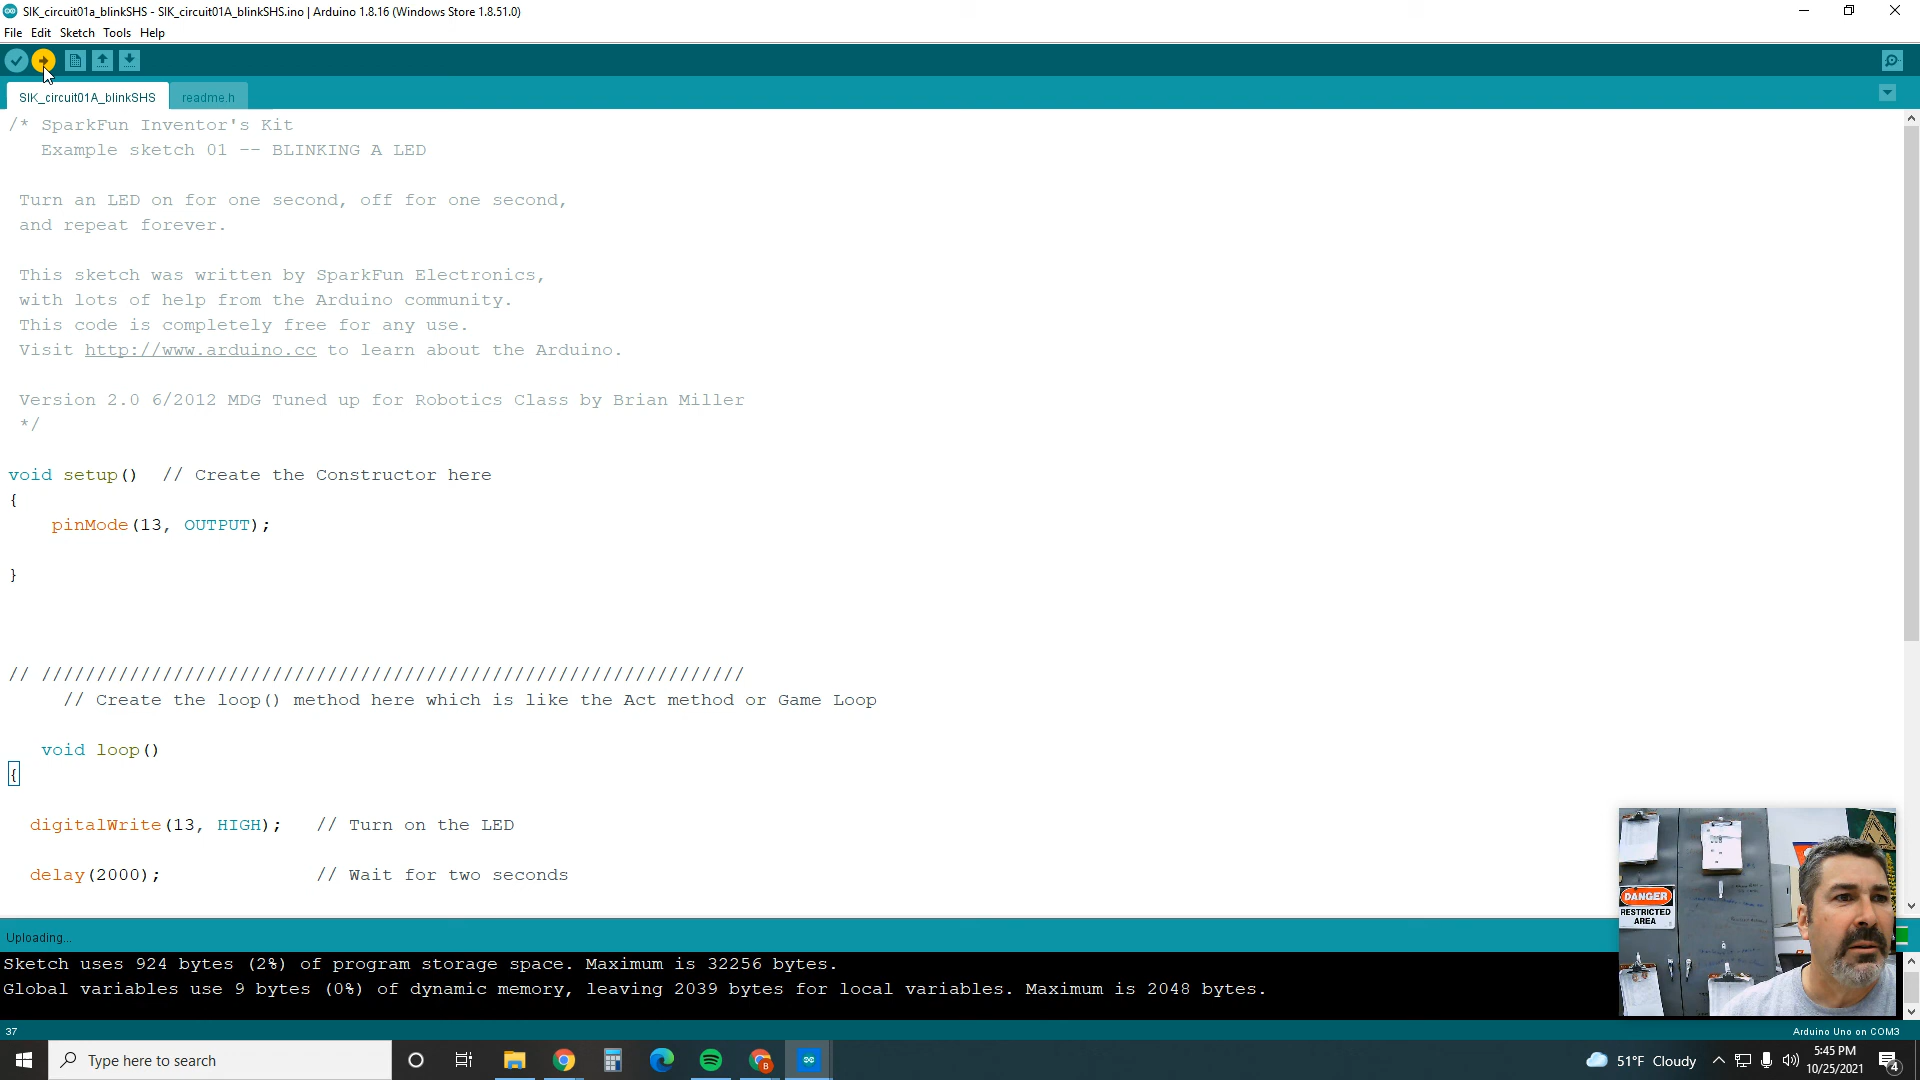 SIK_circuit01a_blinkSHS - SIK_circuit01A_blinkSHS.ino | Arduino 1.8.16 (Windows Store 1.8.51.0)
File Edit Sketch Tools Help
SIK_circuit01A_blinkSHS readme.h
/* SparkFun Inventor's Kit
Example sketch 01 -- BLINKING A LED
Turn an LED on for one second, off for one second,
and repeat forever.
This sketch was written by SparkFun Electronics,
with lots of help from the Arduino community.
This code is completely free for any use.
Visit http://www.arduino.cc to learn about the Arduino.
Version 2.0 6/2012 MDG Tuned up for Robotics Class by Brian Miller
*/
void setup() // Create the Constructor here
{
pinMode(13, OUTPUT);
}
// ////////////////////////////////////////////////////////////////
// Create the loop() method here which is like the Act method or Game Loop
void loop()
{
digitalWrite(13, HIGH); // Turn on the LED
delay(2000); // Wait for two seconds
DANGER
RESTRICTED
AREA
Uploading...
Sketch uses 924 bytes (2%) of program storage space. Maximum is 32256 bytes.
Global variables use 9 bytes (0%) of dynamic memory, leaving 2039 bytes for local variables. Maximum is 2048 bytes.
37 Arduino Uno on COM3
Type here to search
B
51°F Cloudy
5:45 PM
10/25/2021
4